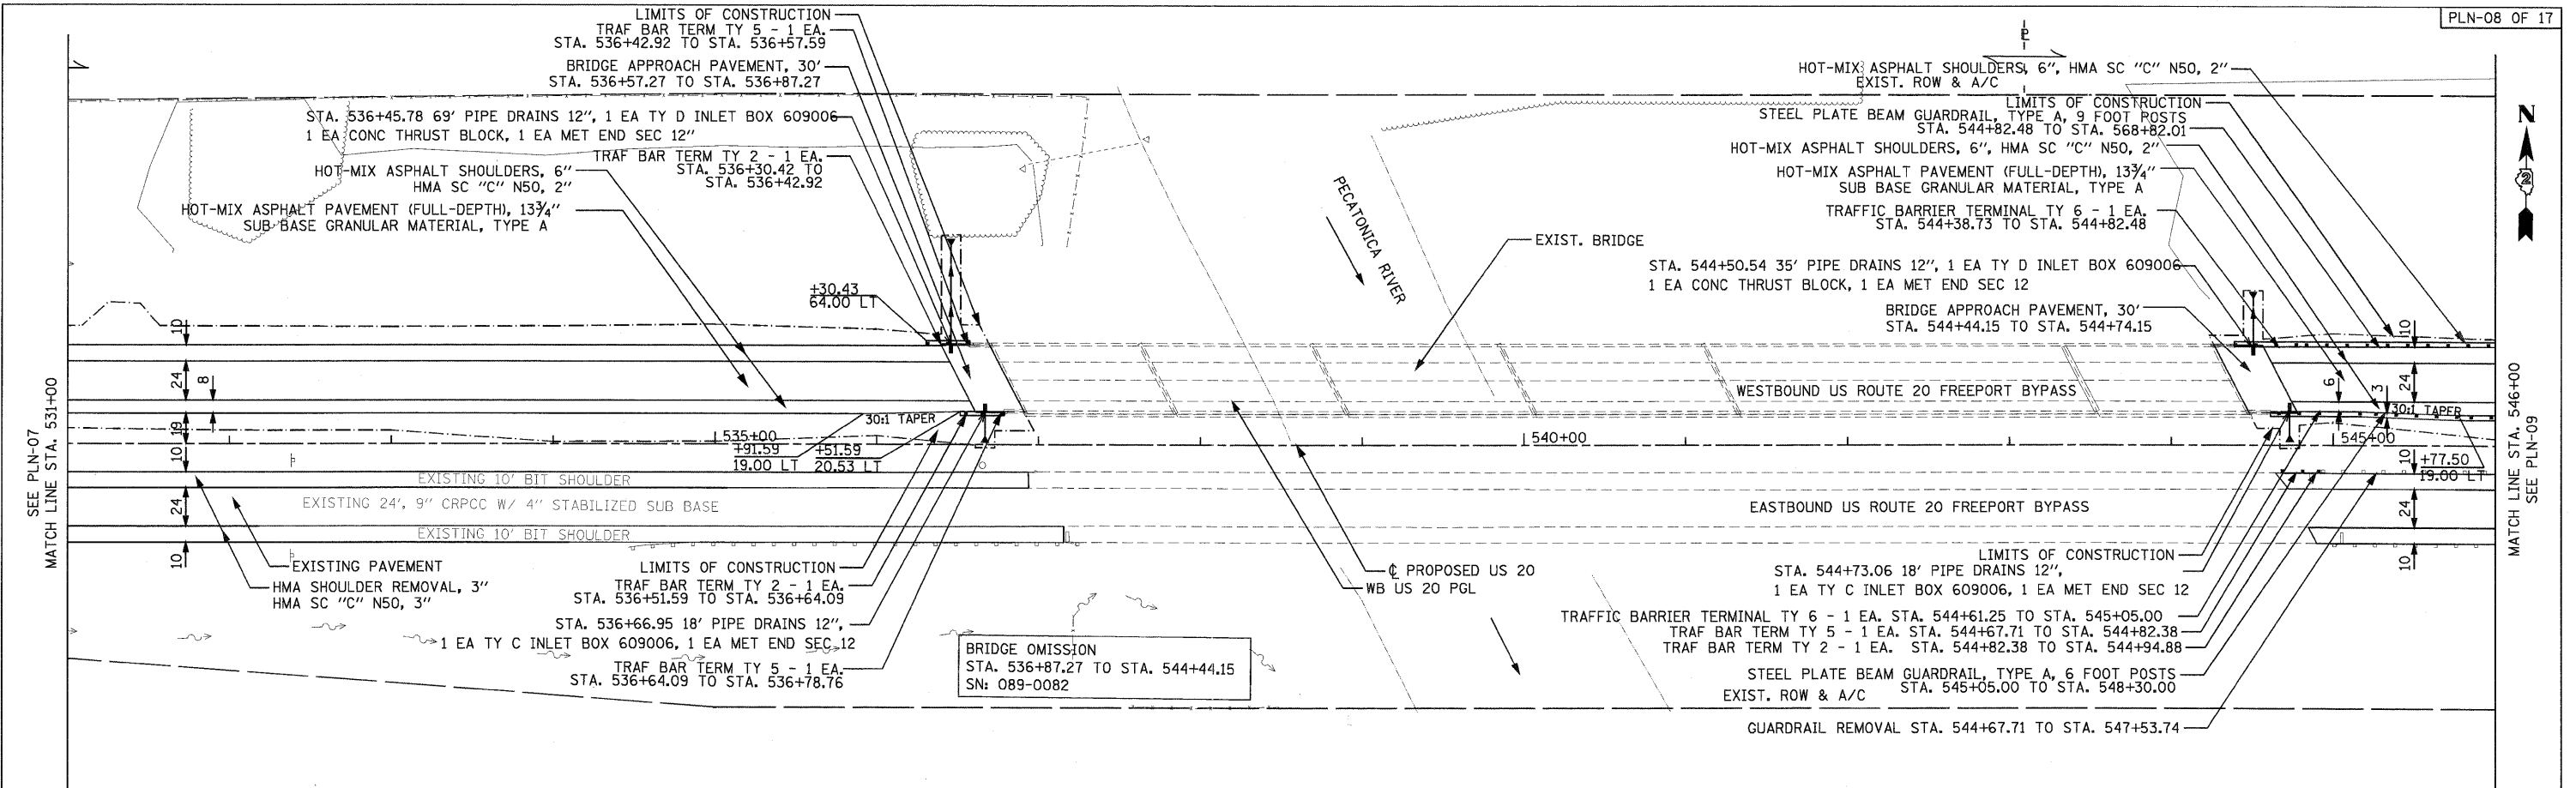 PLN-08 OF 17
LIMITS OF CONSTRUCTION
TRAF BAR TERM TY 5 - 1 EA.
STA. 536+42.92 TO STA. 536+57.59
BRIDGE APPROACH PAVEMENT, 30'
STA. 536+57.27 TO STA. 536+87.27
STA. 536+45.78 69' PIPE DRAINS 12", 1 EA TY D INLET BOX 609006
1 EA CONC THRUST BLOCK, 1 EA MET END SEC 12"
TRAF BAR TERM TY 2 - 1 EA.
STA. 536+30.42 TO
STA. 536+42.92
HOT-MIX ASPHALT SHOULDERS, 6"
HMA SC "C" N50, 2"
HOT-MIX ASPHALT PAVEMENT (FULL-DEPTH), 13¾"
SUB BASE GRANULAR MATERIAL, TYPE A
+30.43
64.00 LT
PECATONICA RIVER
EXIST. BRIDGE
HOT-MIX ASPHALT SHOULDERS, 6", HMA SC "C" N50, 2"
EXIST. ROW & A/C
LIMITS OF CONSTRUCTION
STEEL PLATE BEAM GUARDRAIL, TYPE A, 9 FOOT POSTS
STA. 544+82.48 TO STA. 568+82.01
HOT-MIX ASPHALT SHOULDERS, 6", HMA SC "C" N50, 2"
HOT-MIX ASPHALT PAVEMENT (FULL-DEPTH), 13¾"
SUB BASE GRANULAR MATERIAL, TYPE A
TRAFFIC BARRIER TERMINAL TY 6 - 1 EA.
STA. 544+38.73 TO STA. 544+82.48
STA. 544+50.54 35' PIPE DRAINS 12", 1 EA TY D INLET BOX 609006
1 EA CONC THRUST BLOCK, 1 EA MET END SEC 12
BRIDGE APPROACH PAVEMENT, 30'
STA. 544+44.15 TO STA. 544+74.15
N
2
SEE PLN-07
MATCH LINE STA. 531+00
10
24
8
19
10
24
10
30:1 TAPER
535+00
+91.59
19.00 LT
+51.59
20.53 LT
WESTBOUND US ROUTE 20 FREEPORT BYPASS
540+00
10
24
6
3
30:1 TAPER
545+00
10
+77.50
19.00 LT
24
10
MATCH LINE STA. 546+00
SEE PLN-09
EXISTING 10' BIT SHOULDER
EXISTING 24', 9" CRPCC W/ 4" STABILIZED SUB BASE
EXISTING 10' BIT SHOULDER
EASTBOUND US ROUTE 20 FREEPORT BYPASS
EXISTING PAVEMENT
HMA SHOULDER REMOVAL, 3"
HMA SC "C" N50, 3"
LIMITS OF CONSTRUCTION
TRAF BAR TERM TY 2 - 1 EA.
STA. 536+51.59 TO STA. 536+64.09
STA. 536+66.95 18' PIPE DRAINS 12",
1 EA TY C INLET BOX 609006, 1 EA MET END SEC 12
TRAF BAR TERM TY 5 - 1 EA.
STA. 536+64.09 TO STA. 536+78.76
BRIDGE OMISSION
STA. 536+87.27 TO STA. 544+44.15
SN: 089-0082
℄ PROPOSED US 20
WB US 20 PGL
LIMITS OF CONSTRUCTION
STA. 544+73.06 18' PIPE DRAINS 12",
1 EA TY C INLET BOX 609006, 1 EA MET END SEC 12
TRAFFIC BARRIER TERMINAL TY 6 - 1 EA. STA. 544+61.25 TO STA. 545+05.00
TRAF BAR TERM TY 5 - 1 EA. STA. 544+67.71 TO STA. 544+82.38
TRAF BAR TERM TY 2 - 1 EA. STA. 544+82.38 TO STA. 544+94.88
STEEL PLATE BEAM GUARDRAIL, TYPE A, 6 FOOT POSTS
STA. 545+05.00 TO STA. 548+30.00
EXIST. ROW & A/C
GUARDRAIL REMOVAL STA. 544+67.71 TO STA. 547+53.74